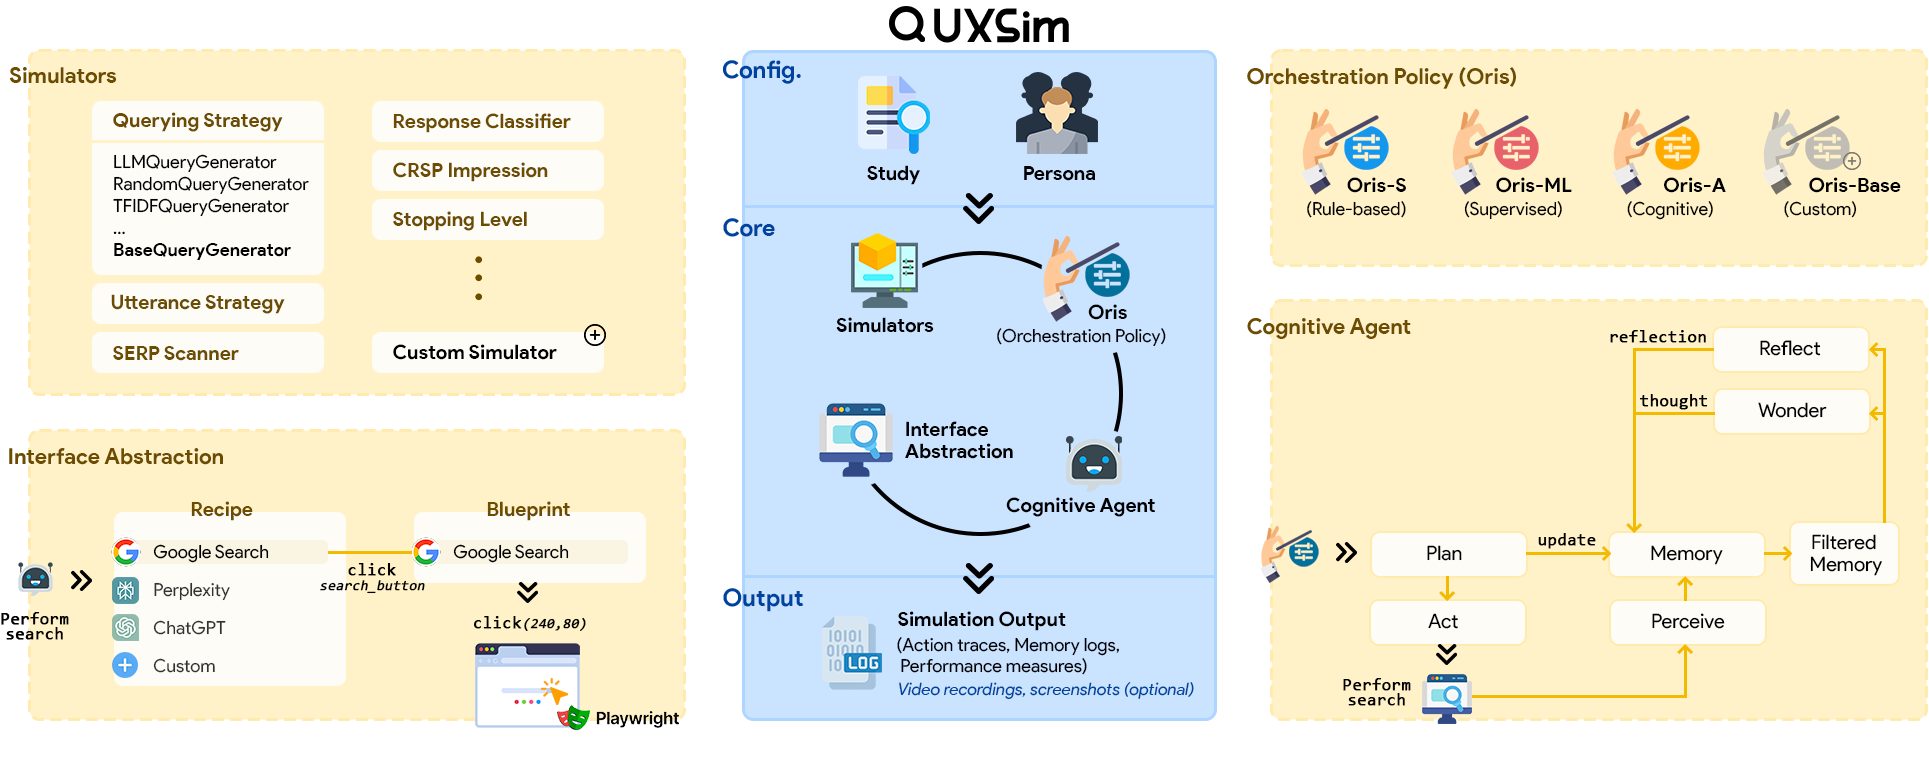 UXSim
Simulators
Querying Strategy
LLMQueryGenerator
RandomQueryGenerator
TFIDFQueryGenerator
...
BaseQueryGenerator
Utterance Strategy
SERP Scanner
Response Classifier
CRSP Impression
Stopping Level
Custom Simulator
Interface Abstraction
Perform
search
Recipe
Google Search
Perplexity
ChatGPT
Custom
click
search_button
Blueprint
Google Search
click(240,80)
Playwright
Config.
Study
Persona
Core
Simulators
Oris
(Orchestration Policy)
Interface
Abstraction
Cognitive Agent
Output
Simulation Output
(Action traces, Memory logs,
Performance measures)
Video recordings, screenshots (optional)
10101
010
010
LOG
Orchestration Policy (Oris)
Oris-S
(Rule-based)
Oris-ML
(Supervised)
Oris-A
(Cognitive)
Oris-Base
(Custom)
Cognitive Agent
reflection
Reflect
thought
Wonder
Plan
update
Memory
Filtered
Memory
Act
Perceive
Perform
search